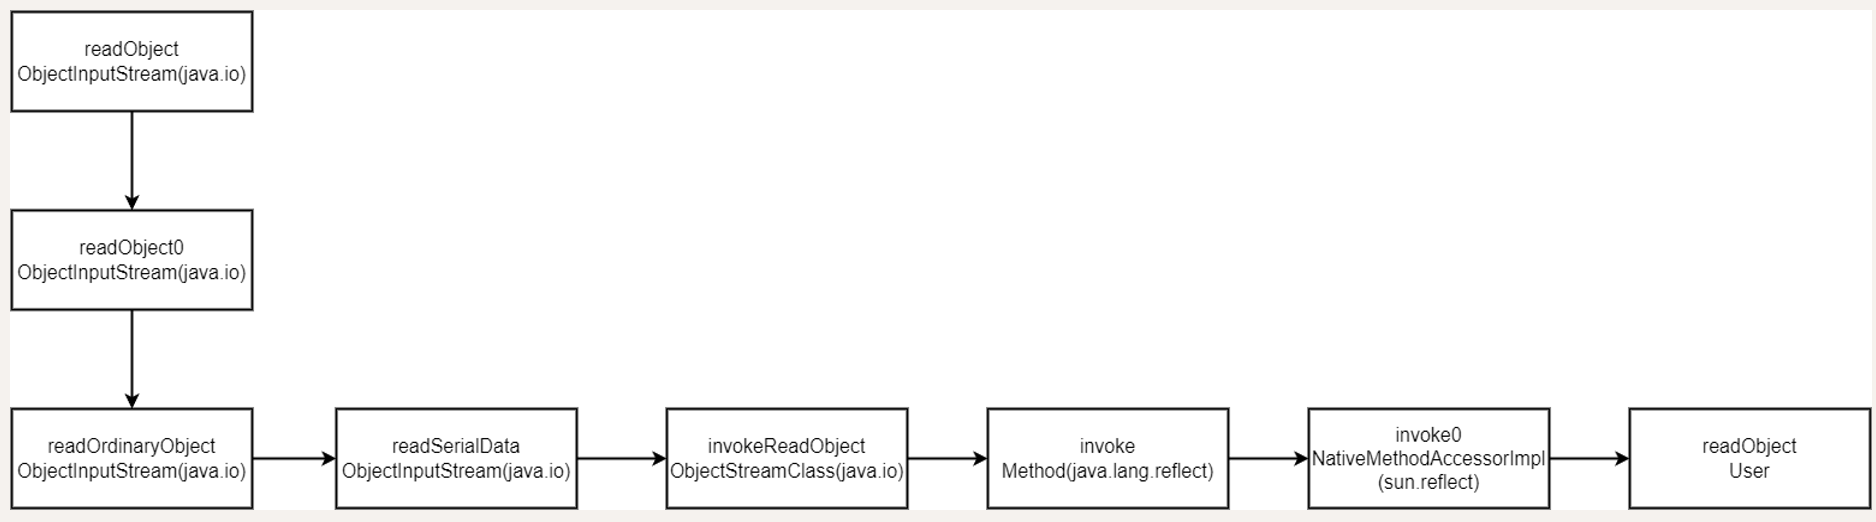 readObject
ObjectInputStream(java.io)
readObject0
ObjectInputStream(java.io)
readOrdinaryObject
ObjectInputStream(java.io)
readSerialData
ObjectInputStream(java.io)
invokeReadObject
ObjectStreamClass(java.io)
invoke
Method(java.lang.reflect)
invoke0
NativeMethodAccessorImpl
(sun.reflect)
readObject
User